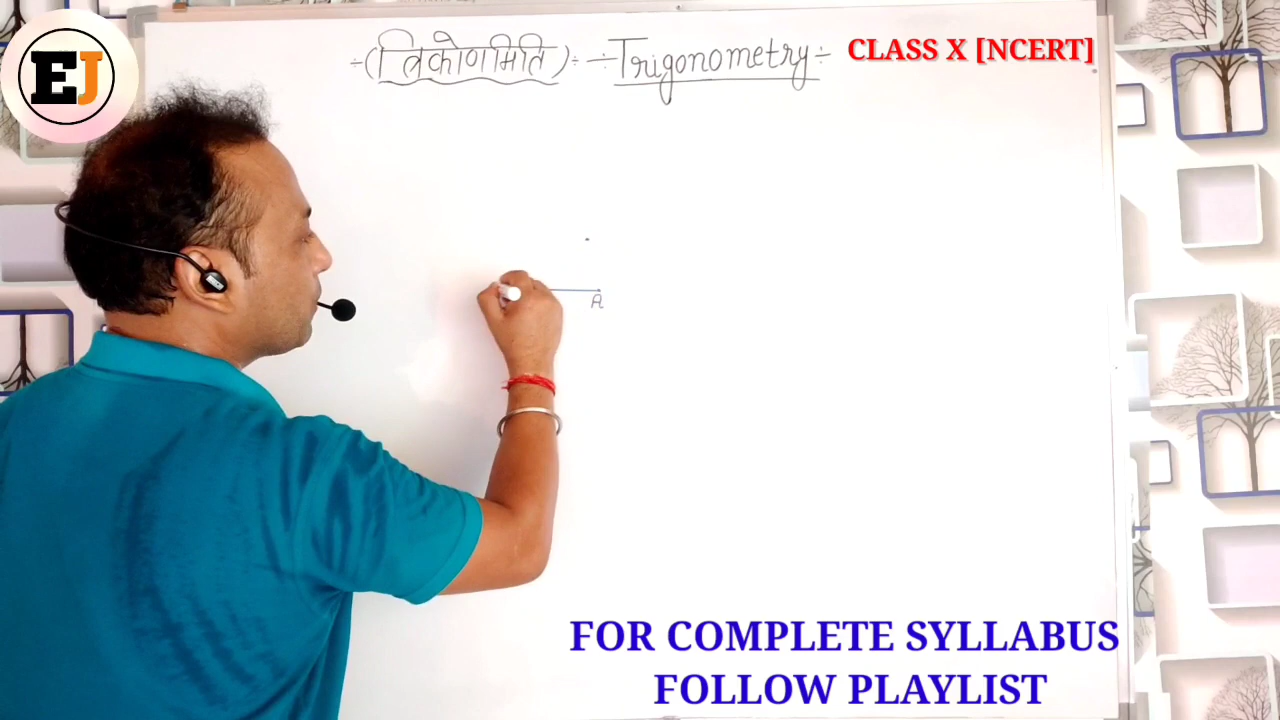 EJ
÷(त्रिकोणमिति)÷ ÷Trigonometry÷
CLASS X [NCERT]
A
FOR COMPLETE SYLLABUS
FOLLOW PLAYLIST